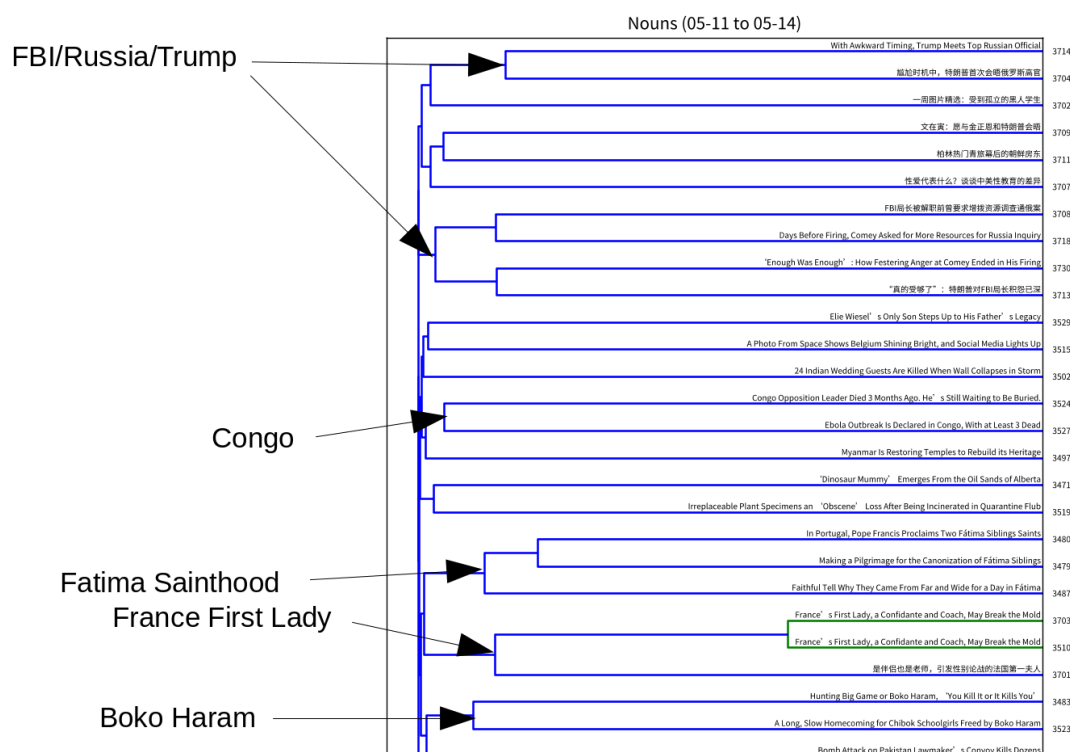 Nouns (05-11 to 05-14)
FBI/Russia/Trump
With Awkward Timing, Trump Meets Top Russian Official 3714
尴尬时机中，特朗普首次会晤俄罗斯高官 3704
一周图片精选：受到孤立的黑人学生 3702
文在寅：愿与金正恩和特朗普会晤 3709
柏林热门青旅幕后的朝鲜房东 3711
性爱代表什么？谈谈中美性教育的差异 3707
FBI局长被解职前曾要求增拨资源调查通俄案 3708
Days Before Firing, Comey Asked for More Resources for Russia Inquiry 3718
‘Enough Was Enough’: How Festering Anger at Comey Ended in His Firing 3730
“真的受够了”：特朗普对FBI局长积怨已深 3713
Elie Wiesel’s Only Son Steps Up to His Father’s Legacy 3529
A Photo From Space Shows Belgium Shining Bright, and Social Media Lights Up 3515
24 Indian Wedding Guests Are Killed When Wall Collapses in Storm 3502
Congo Opposition Leader Died 3 Months Ago. He’s Still Waiting to Be Buried. 3524
Congo
Ebola Outbreak Is Declared in Congo, With at Least 3 Dead 3527
Myanmar Is Restoring Temples to Rebuild its Heritage 3497
‘Dinosaur Mummy’ Emerges From the Oil Sands of Alberta 3471
Irreplaceable Plant Specimens an ‘Obscene’ Loss After Being Incinerated in Quarantine Flub 3519
In Portugal, Pope Francis Proclaims Two Fátima Siblings Saints 3480
Making a Pilgrimage for the Canonization of Fátima Siblings 3479
Fatima Sainthood
Faithful Tell Why They Came From Far and Wide for a Day in Fátima 3487
France First Lady
France’s First Lady, a Confidante and Coach, May Break the Mold 3703
France’s First Lady, a Confidante and Coach, May Break the Mold 3510
是伴侣也是老师，引发性别论战的法国第一夫人 3701
Hunting Big Game or Boko Haram, ‘You Kill It or It Kills You’ 3483
Boko Haram
A Long, Slow Homecoming for Chibok Schoolgirls Freed by Boko Haram 3523
Bomb Attack on Pakistan Lawmaker’s Convoy Kills Dozens